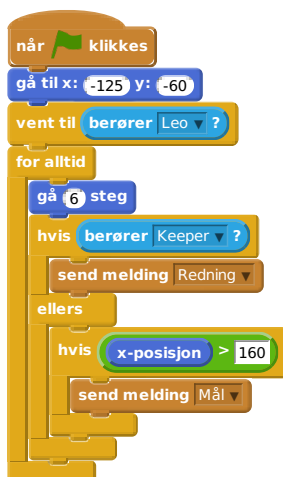 når klikkes
gå til x: -125 y: -60
vent til berører Leo ?
for alltid
gå 6 steg
hvis berører Keeper ?
send melding Redning
ellers
hvis x-posisjon > 160
send melding Mål